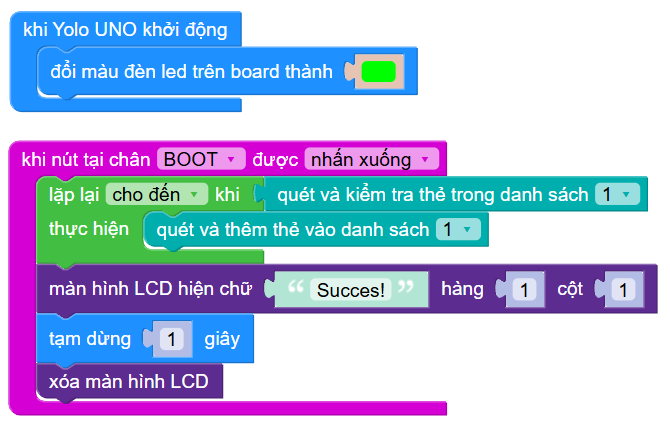 khi Yolo UNO khởi động
đổi màu đèn led trên board thành
khi nút tại chân BOOT được nhấn xuống
lặp lại cho đến khi quét và kiểm tra thẻ trong danh sách 1
thực hiện quét và thêm thẻ vào danh sách 1
màn hình LCD hiện chữ “ Succes! ” hàng 1 cột 1
tạm dừng 1 giây
xóa màn hình LCD